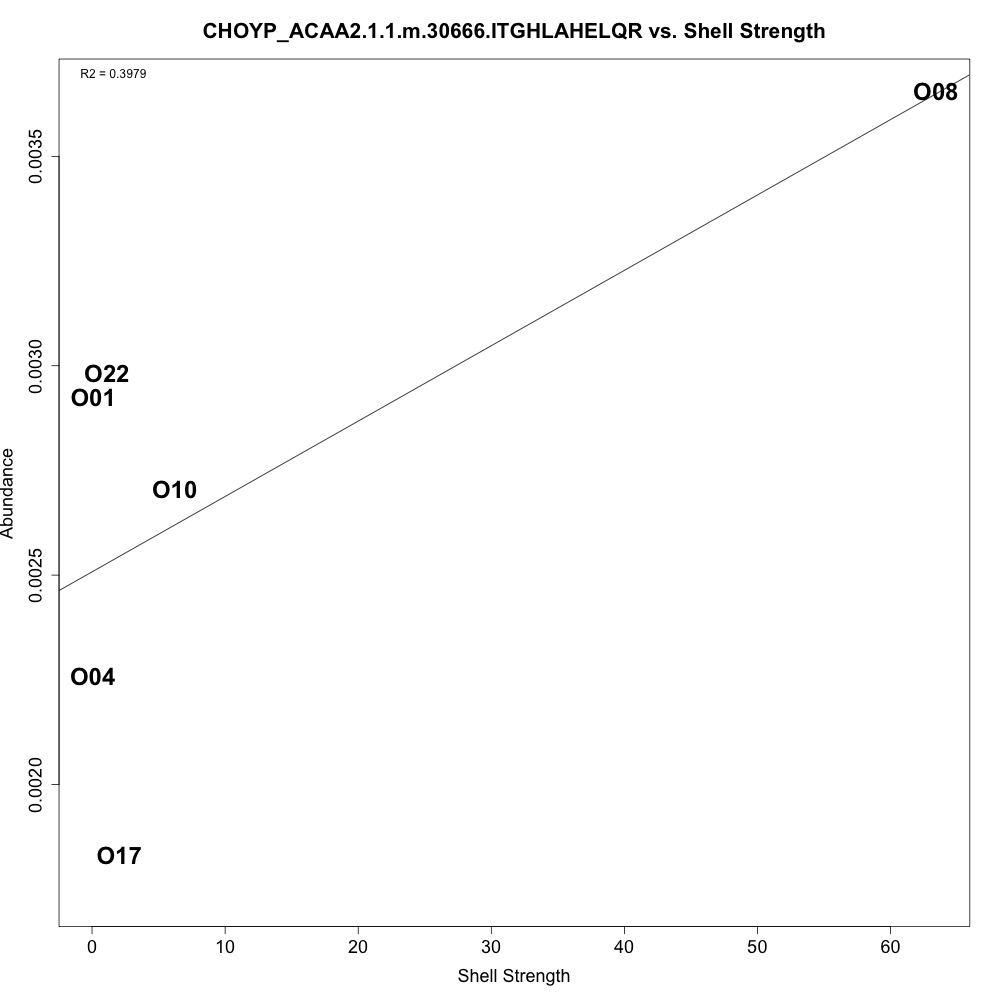 CHOYP_ACAA2.1.1.m.30666.ITGHLAHELQR vs. Shell Strength
R2 = 0.3979
O08
0.0035
0.0030
O22
O01
O10
Abundance
0.0025
O04
0.0020
O17
0 10 20 30 40 50 60
Shell Strength